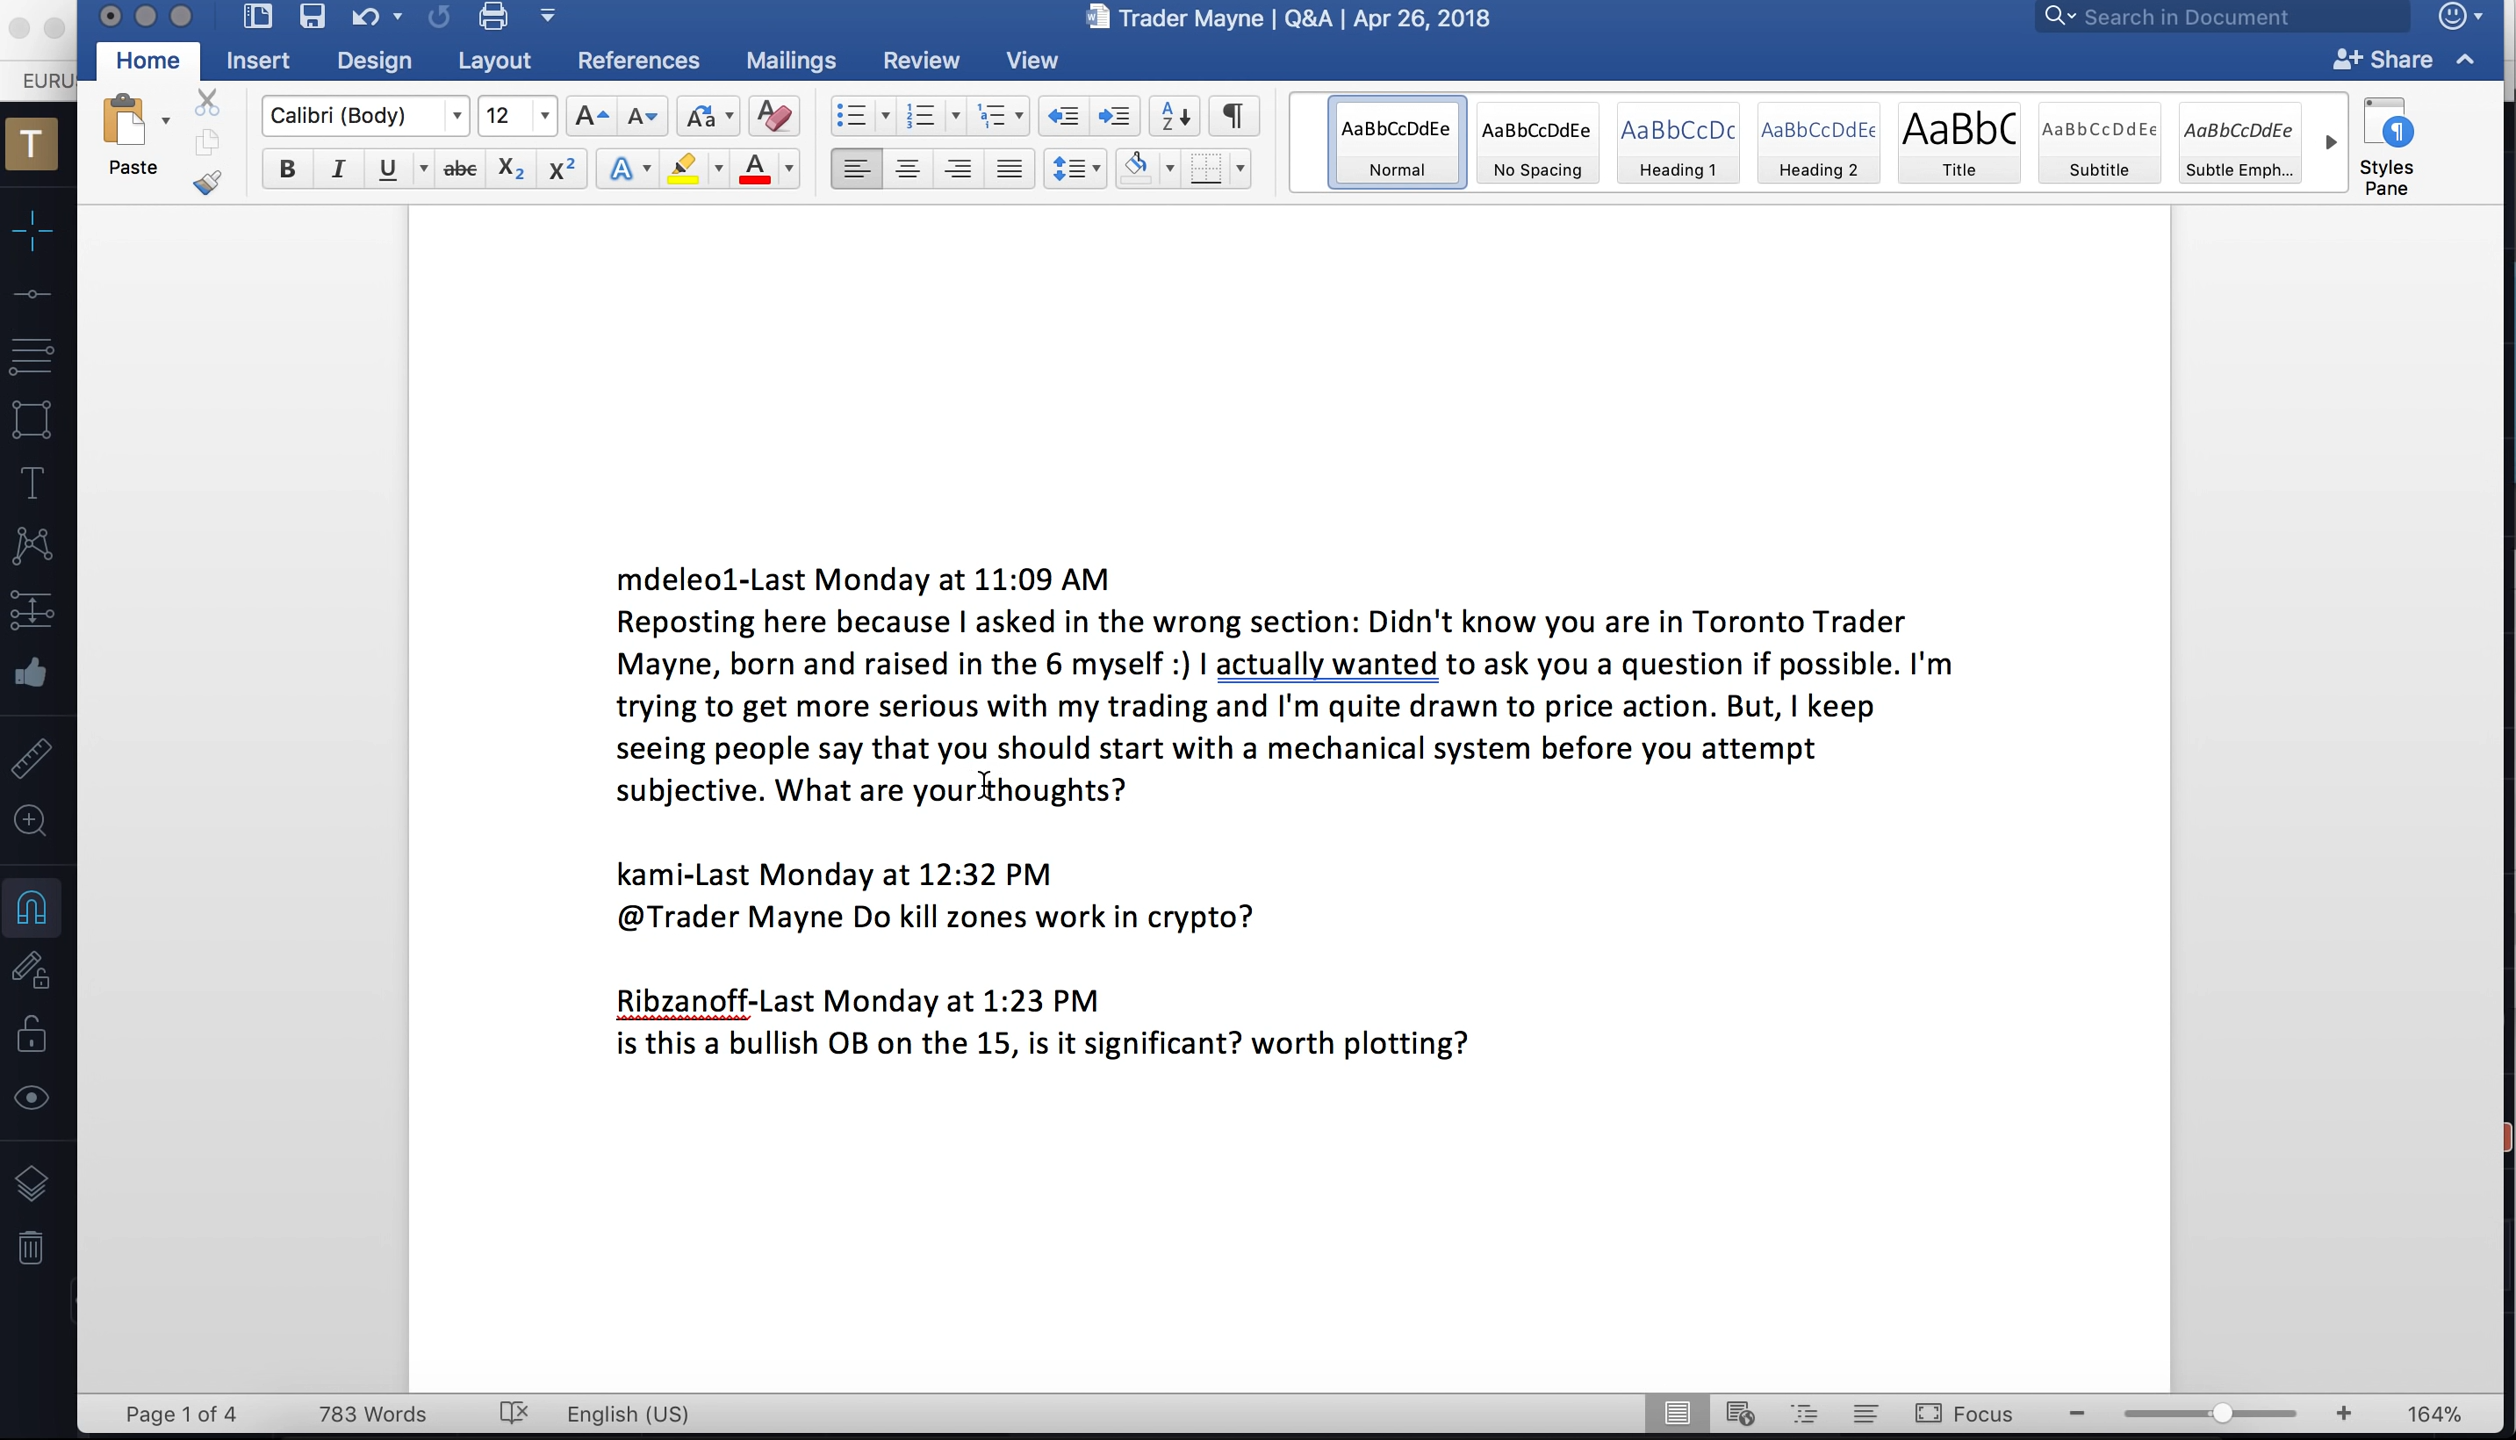 Trader Mayne | Q&A | Apr 26, 2018
Search in Document
Home Insert Design Layout References Mailings Review View
Share
EURU
T
Paste
Calibri (Body) 12
AaBbCcDdEe AaBbCcDdEe AaBbCcDc AaBbCcDdEe AaBbC AaBbCcDdEe AaBbCcDdEe
Normal No Spacing Heading 1 Heading 2 Title Subtitle Subtle Emph...
Styles
Pane
mdeleo1-Last Monday at 11:09 AM
Reposting here because I asked in the wrong section: Didn't know you are in Toronto Trader
Mayne, born and raised in the 6 myself :) I actually wanted to ask you a question if possible. I'm
trying to get more serious with my trading and I'm quite drawn to price action. But, I keep
seeing people say that you should start with a mechanical system before you attempt
subjective. What are your thoughts?
kami-Last Monday at 12:32 PM
@Trader Mayne Do kill zones work in crypto?
Ribzanoff-Last Monday at 1:23 PM
is this a bullish OB on the 15, is it significant? worth plotting?
Page 1 of 4 783 Words English (US) Focus 164%